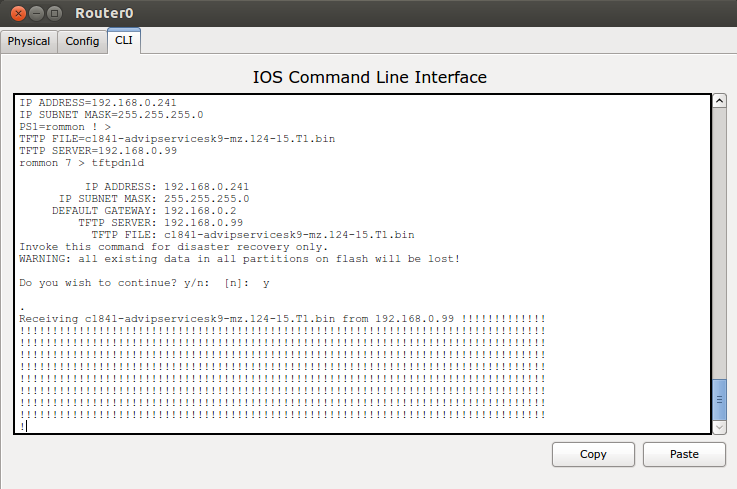 Router0
Physical Config CLI
IOS Command Line Interface
IP ADDRESS=192.168.0.241
IP SUBNET MASK=255.255.255.0
PS1=rommon ! >
TFTP FILE=c1841-advipservicesk9-mz.124-15.T1.bin
TFTP SERVER=192.168.0.99
rommon 7 > tftpdnld
IP ADDRESS: 192.168.0.241
IP SUBNET MASK: 255.255.255.0
DEFAULT GATEWAY: 192.168.0.2
TFTP SERVER: 192.168.0.99
TFTP FILE: c1841-advipservicesk9-mz.124-15.T1.bin
Invoke this command for disaster recovery only.
WARNING: all existing data in all partitions on flash will be lost!
Do you wish to continue? y/n:  [n]:  y
.
Receiving c1841-advipservicesk9-mz.124-15.T1.bin from 192.168.0.99 !!!!!!!!!!!!!
!!!!!!!!!!!!!!!!!!!!!!!!!!!!!!!!!!!!!!!!!!!!!!!!!!!!!!!!!!!!!!!!!!!!!!!!!!!!!!!!
!!!!!!!!!!!!!!!!!!!!!!!!!!!!!!!!!!!!!!!!!!!!!!!!!!!!!!!!!!!!!!!!!!!!!!!!!!!!!!!!
!!!!!!!!!!!!!!!!!!!!!!!!!!!!!!!!!!!!!!!!!!!!!!!!!!!!!!!!!!!!!!!!!!!!!!!!!!!!!!!!
!!!!!!!!!!!!!!!!!!!!!!!!!!!!!!!!!!!!!!!!!!!!!!!!!!!!!!!!!!!!!!!!!!!!!!!!!!!!!!!!
!!!!!!!!!!!!!!!!!!!!!!!!!!!!!!!!!!!!!!!!!!!!!!!!!!!!!!!!!!!!!!!!!!!!!!!!!!!!!!!!
!!!!!!!!!!!!!!!!!!!!!!!!!!!!!!!!!!!!!!!!!!!!!!!!!!!!!!!!!!!!!!!!!!!!!!!!!!!!!!!!
!!!!!!!!!!!!!!!!!!!!!!!!!!!!!!!!!!!!!!!!!!!!!!!!!!!!!!!!!!!!!!!!!!!!!!!!!!!!!!!!
!!!!!!!!!!!!!!!!!!!!!!!!!!!!!!!!!!!!!!!!!!!!!!!!!!!!!!!!!!!!!!!!!!!!!!!!!!!!!!!!
!
Copy Paste